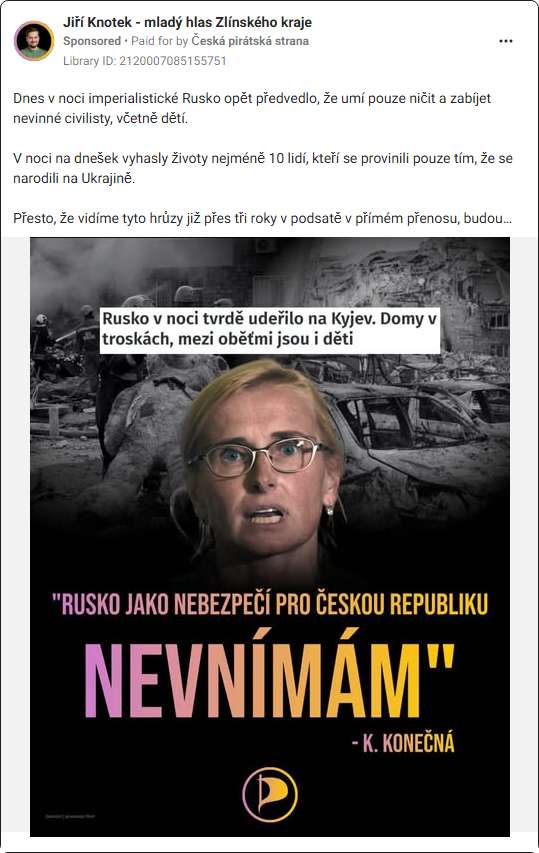 Jiří Knotek - mladý hlas Zlínského kraje
Sponsored • Paid for by Česká pirátská strana
Library ID: 2120007085155751
Dnes v noci imperialistické Rusko opět předvedlo, že umí pouze ničit a zabíjet
nevinné civilisty, včetně dětí.
V noci na dnešek vyhasly životy nejméně 10 lidí, kteří se provinili pouze tím, že se
narodili na Ukrajině.
Přesto, že vidíme tyto hrůzy již přes tři roky v podsatě v přímém přenosu, budou...
Rusko v noci tvrdě udeřilo na Kyjev. Domy v
troskách, mezi oběťmi jsou i děti
"RUSKO JAKO NEBEZPEČÍ PRO ČESKOU REPUBLIKU
NEVNÍMÁM"
- K. KONEČNÁ